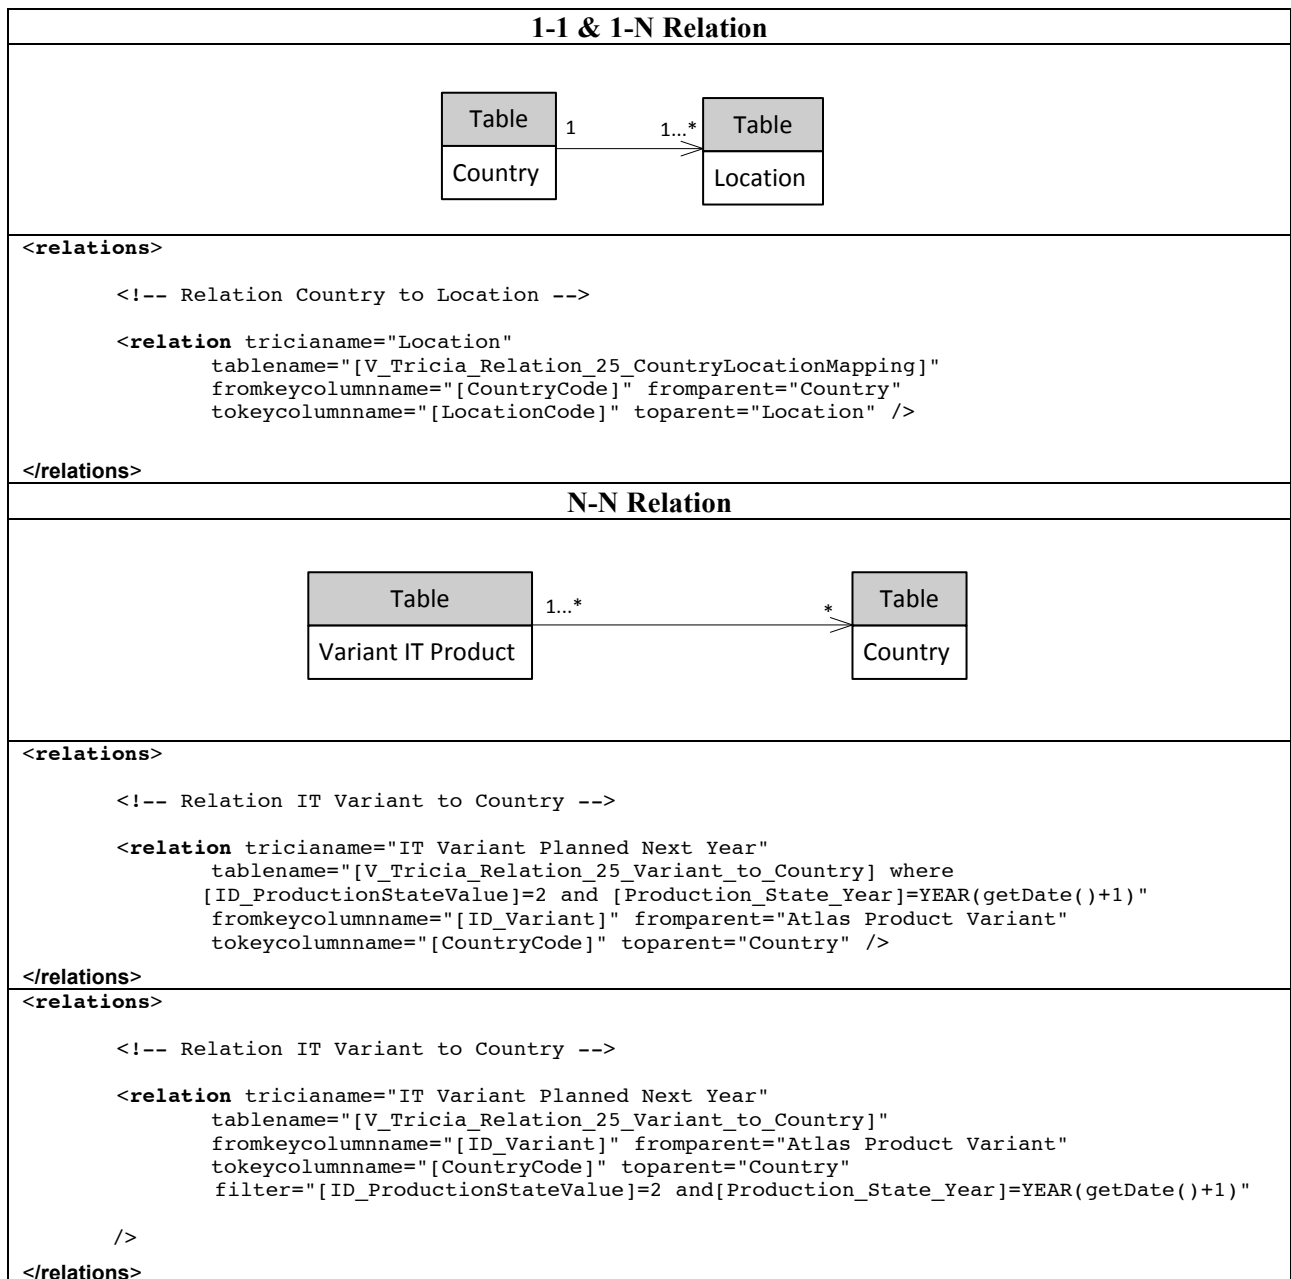 1-1 & 1-N Relation
Table
Country
1
1...*
Table
Location
<relations>
<!-- Relation Country to Location -->
<relation tricianame="Location"
tablename="[V_Tricia_Relation_25_CountryLocationMapping]"
fromkeycolumnname="[CountryCode]" fromparent="Country"
tokeycolumnname="[LocationCode]" toparent="Location" />
</relations>
N-N Relation
Table
Variant IT Product
1...*
*
Table
Country
<relations>
<!-- Relation IT Variant to Country -->
<relation tricianame="IT Variant Planned Next Year"
tablename="[V_Tricia_Relation_25_Variant_to_Country] where
[ID_ProductionStateValue]=2 and [Production_State_Year]=YEAR(getDate()+1)"
fromkeycolumnname="[ID_Variant]" fromparent="Atlas Product Variant"
tokeycolumnname="[CountryCode]" toparent="Country" />
</relations>
<relations>
<!-- Relation IT Variant to Country -->
<relation tricianame="IT Variant Planned Next Year"
tablename="[V_Tricia_Relation_25_Variant_to_Country]"
fromkeycolumnname="[ID_Variant]" fromparent="Atlas Product Variant"
tokeycolumnname="[CountryCode]" toparent="Country"
filter="[ID_ProductionStateValue]=2 and[Production_State_Year]=YEAR(getDate()+1)"
/>
</relations>